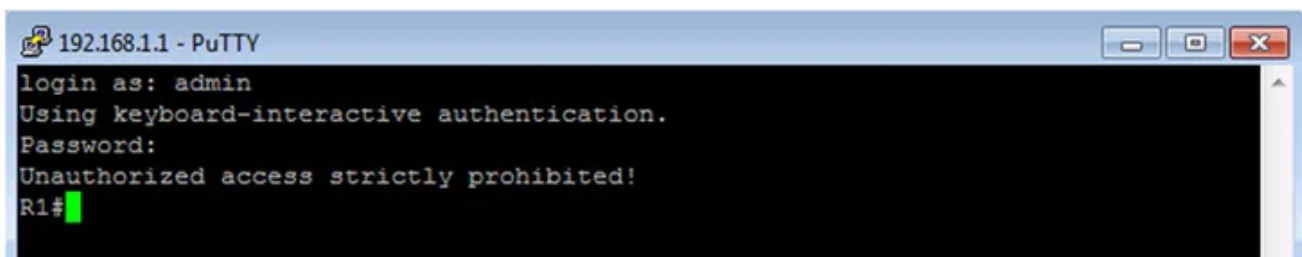 192.168.1.1 - PuTTY
login as: admin
Using keyboard-interactive authentication.
Password:
Unauthorized access strictly prohibited!
R1#